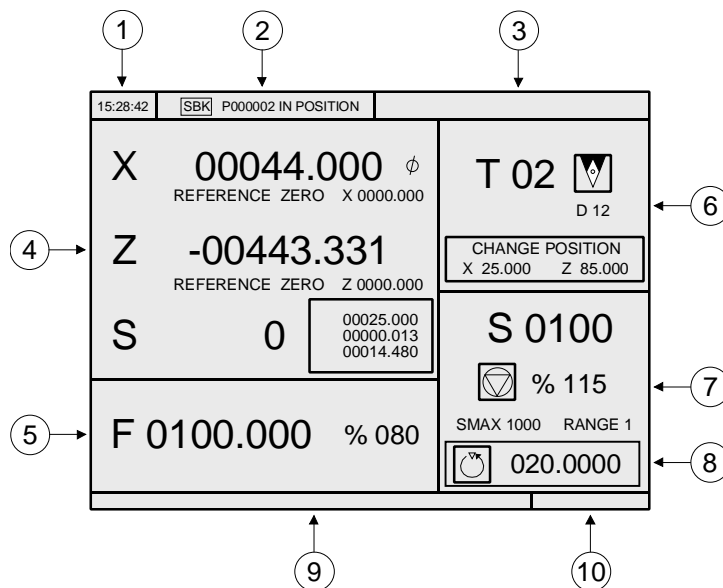 1
2
3
15:28:42
SBK P000002 IN POSITION
X 00044.000 ϕ
REFERENCE ZERO X 0000.000
T 02
D 12
6
4
Z -00443.331
REFERENCE ZERO Z 0000.000
CHANGE POSITION
X 25.000 Z 85.000
S 0
00025.000
00000.013
00014.480
S 0100
% 115
7
5
F 0100.000 % 080
SMAX 1000 RANGE 1
020.0000
8
9
10